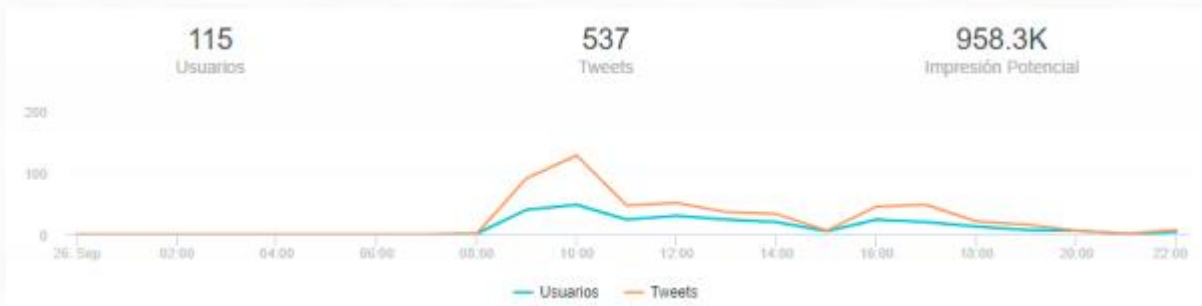 115 537 958.3K
Usuarios Tweets Impresión Potencial
200
100
0
26. Sep 02:00 04:00 06:00 08:00 10:00 12:00 14:00 16:00 18:00 20:00 22:00
Usuarios Tweets